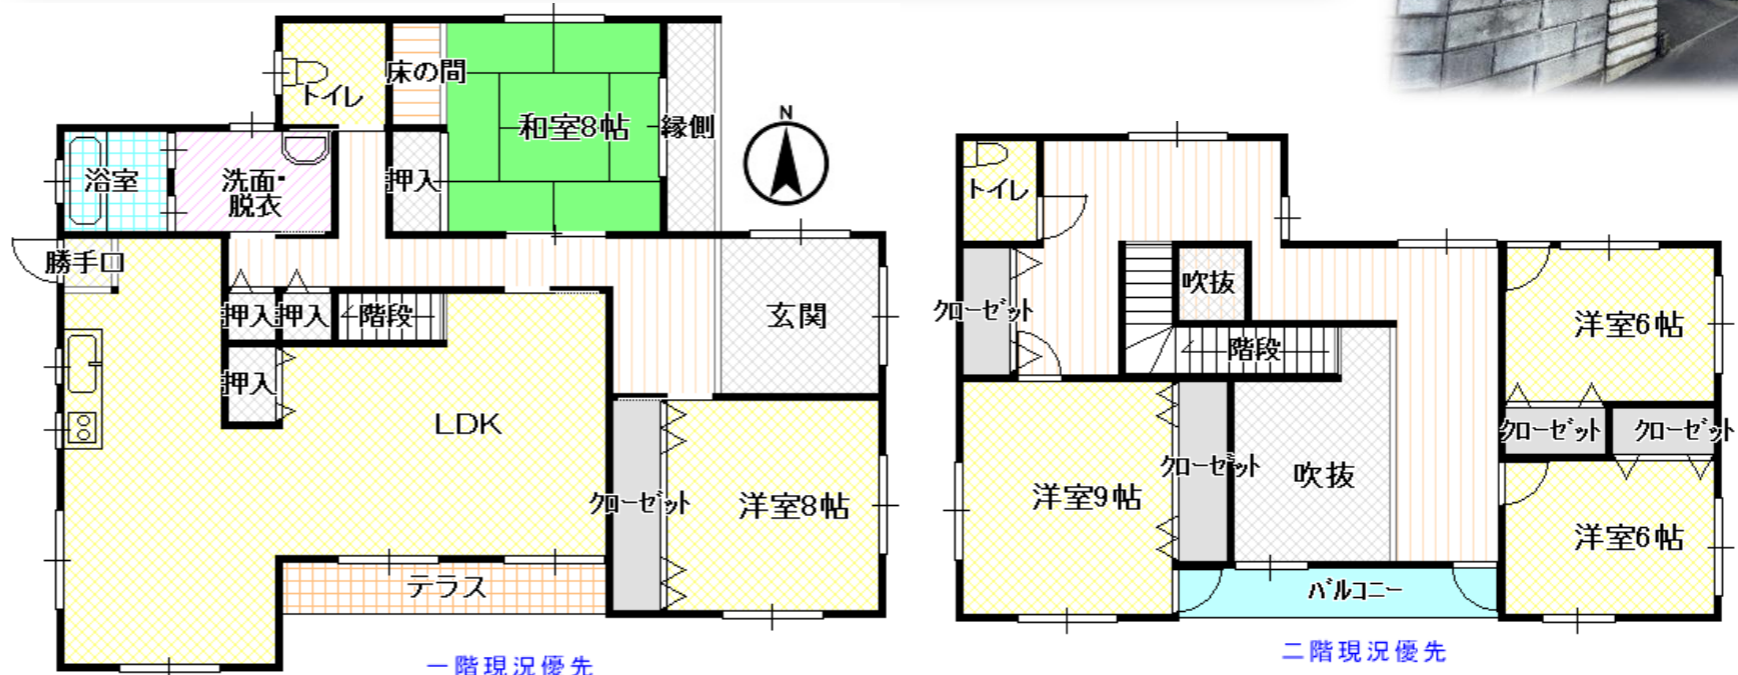 トイレ
床の間
和室8帖
縁側
N
浴室
洗面・
脱衣
押入
勝手口
押入
押入
階段
玄関
押入
LDK
クローゼット
洋室8帖
テラス
一階現況優先
トイレ
クローゼット
吹抜
階段
洋室6帖
クローゼット
クローゼット
洋室9帖
クローゼット
吹抜
洋室6帖
バルコニー
二階現況優先